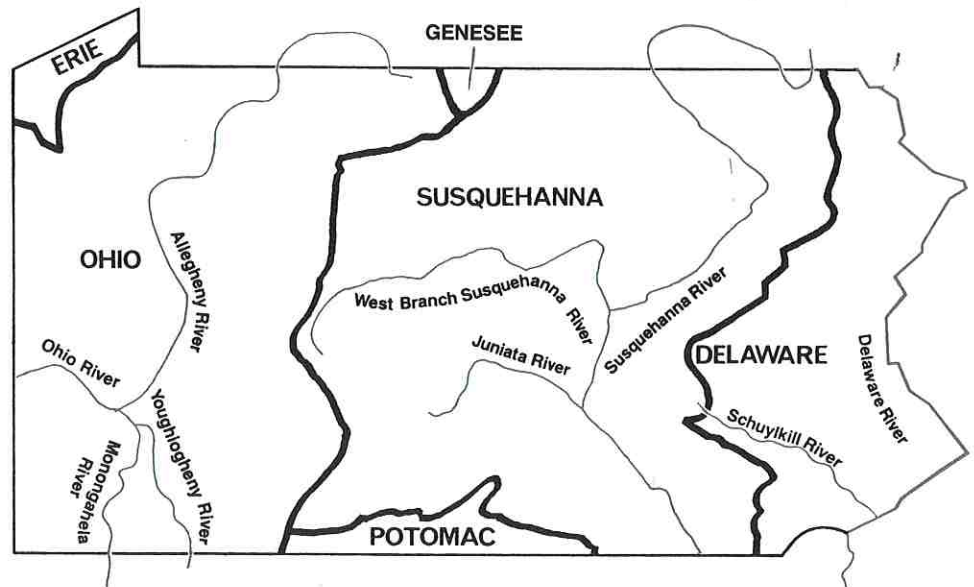 GENESEE
ERIE
SUSQUEHANNA
OHIO
Allegheny River
West Branch Susquehanna River
Susquehanna River
Juniata River
Ohio River
DELAWARE
Delaware River
Youghlogheny River
Monongahela
River
Schuylkill River
POTOMAC